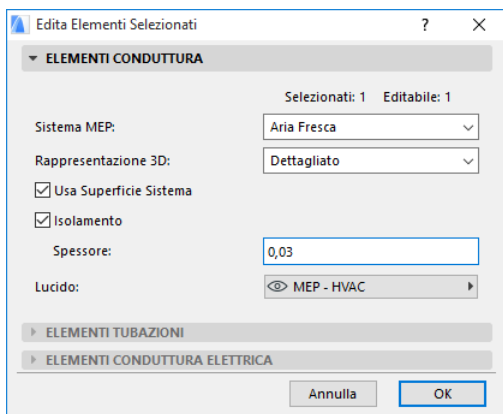 Edita Elementi Selezionati ? ×
ELEMENTI CONDUTTURA
Selezionati: 1 Editabile: 1
Sistema MEP: Aria Fresca
Rappresentazione 3D: Dettagliato
Usa Superficie Sistema
Isolamento
Spessore: 0,03
Lucido: MEP - HVAC
ELEMENTI TUBAZIONI
ELEMENTI CONDUTTURA ELETTRICA
Annulla OK